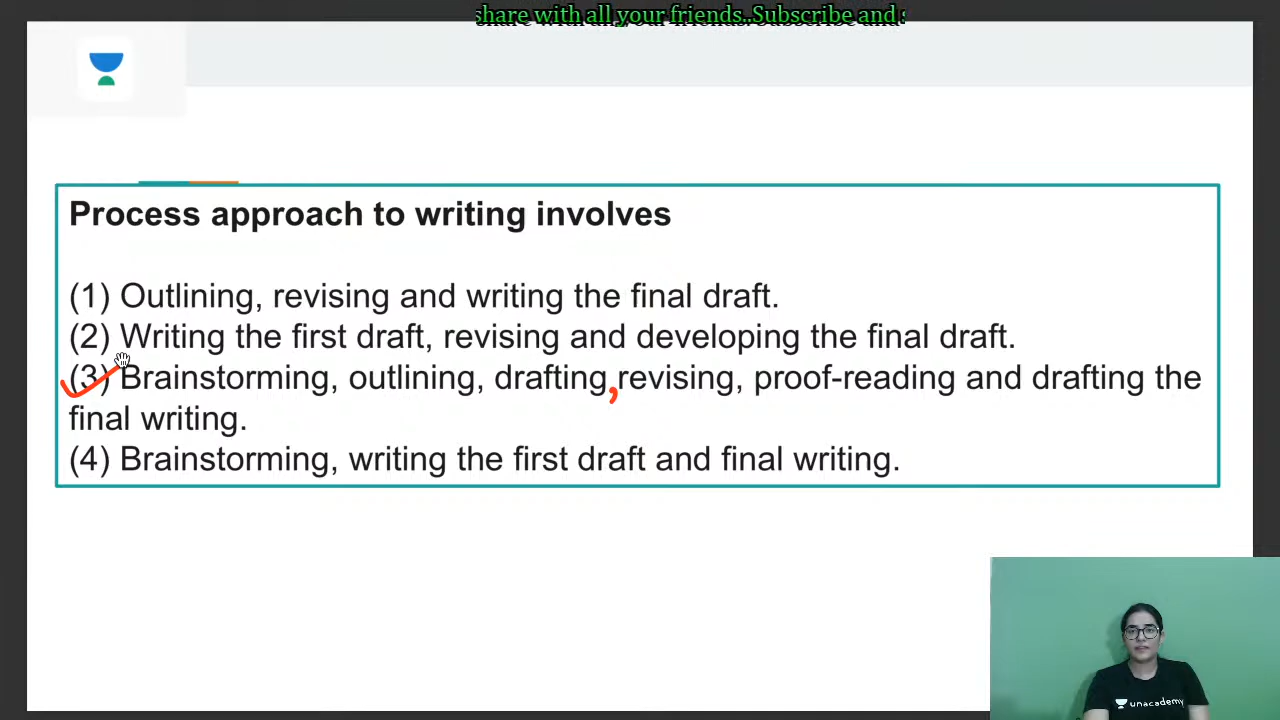 share with all your friends..Subscribe and
Process approach to writing involves
(1) Outlining, revising and writing the final draft.
(2) Writing the first draft, revising and developing the final draft.
(3) Brainstorming, outlining, drafting,revising, proof-reading and drafting the
final writing.
(4) Brainstorming, writing the first draft and final writing.
unacademy